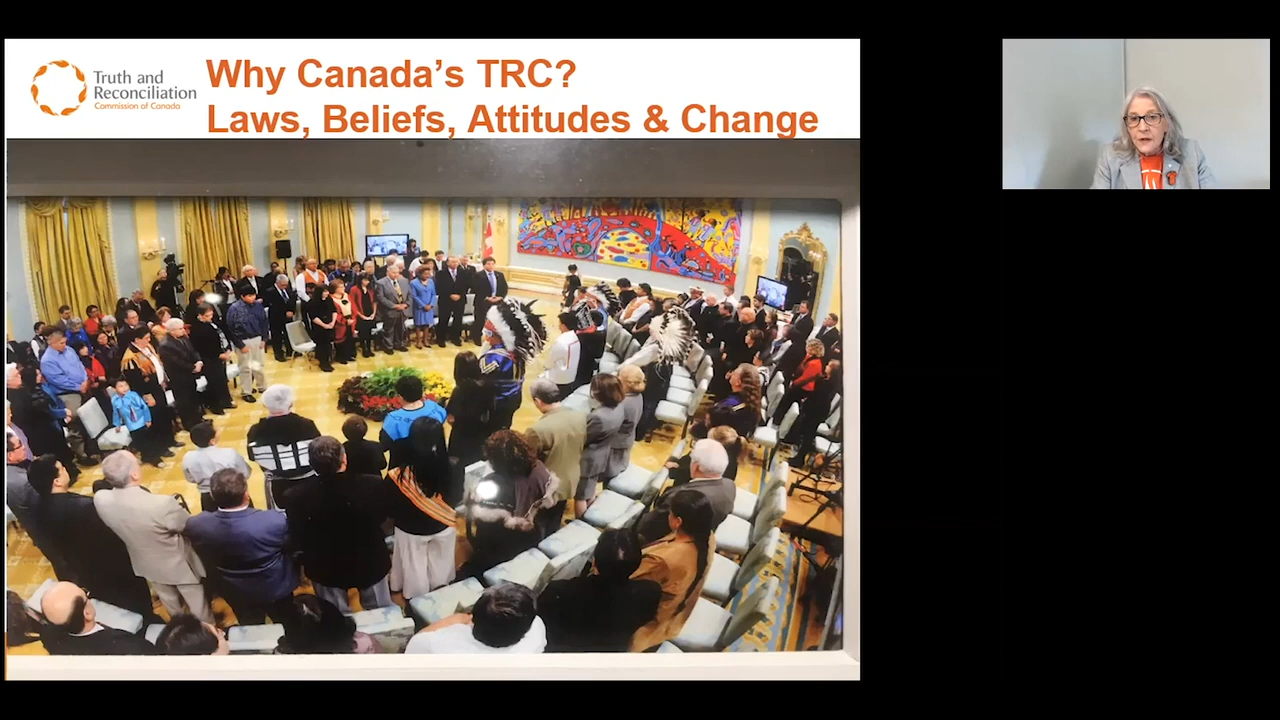 Truth and
Reconciliation
Commission of Canada
Why Canada's TRC?
Laws, Beliefs, Attitudes & Change